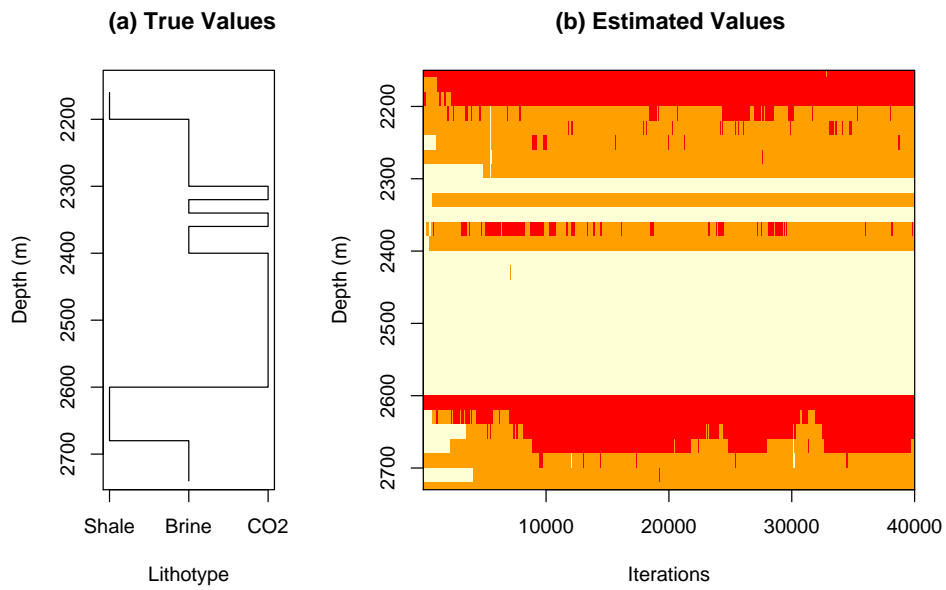 (a) True Values
Depth (m)
2200
2300
2400
2500
2600
2700
Shale Brine CO2
Lithotype
(b) Estimated Values
Depth (m)
2200
2300
2400
2500
2600
2700
10000 20000 30000 40000
Iterations